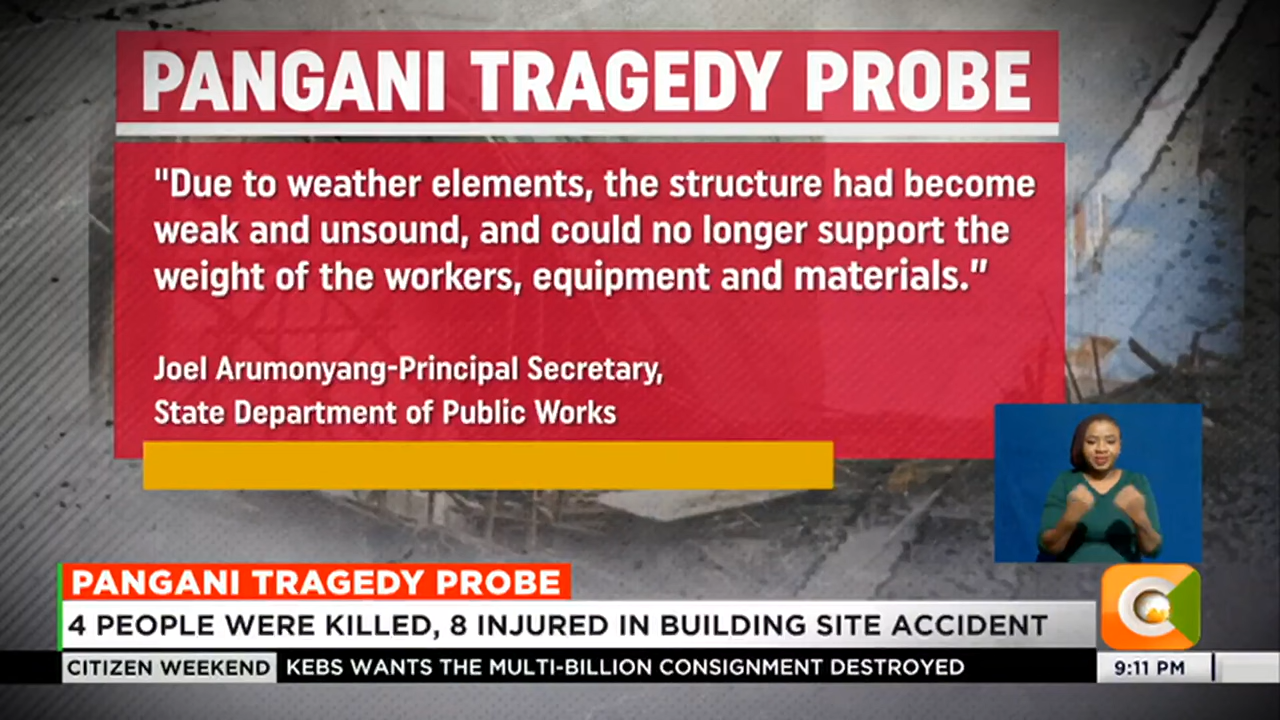 PANGANI TRAGEDY PROBE
"Due to weather elements, the structure had become
weak and unsound, and could no longer support the
weight of the workers, equipment and materials.”
Joel Arumonyang-Principal Secretary,
State Department of Public Works
PANGANI TRAGEDY PROBE
4 PEOPLE WERE KILLED, 8 INJURED IN BUILDING SITE ACCIDENT
CITIZEN WEEKEND KEBS WANTS THE MULTI-BILLION CONSIGNMENT DESTROYED
9:11 PM